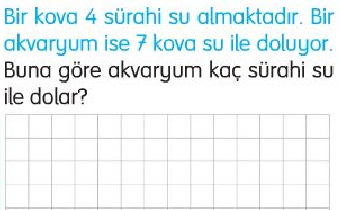 Bir kova 4 sürahi su almaktadır. Bir
akvaryum ise 7 kova su ile doluyor.
Buna göre akvaryum kaç sürahi su
ile dolar?